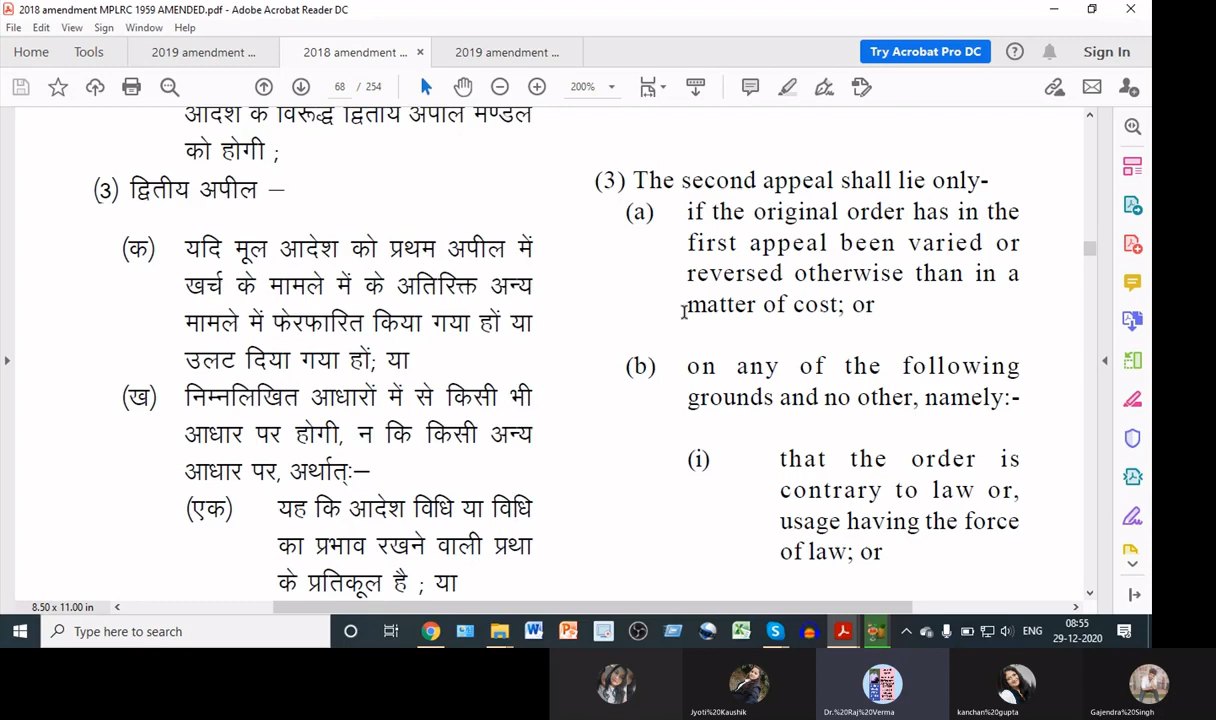 2018 amendment MPLRC 1959 AMENDED.pdf - Adobe Acrobat Reader DC
File Edit View Sign Window Help
Home Tools 2019 amendment ... 2018 amendment ... × 2019 amendment ... Try Acrobat Pro DC Sign In
68 / 254 200%
आदेश के विरूद्ध द्वितीय अपील मण्डल
को होगी ;
(3) द्वितीय अपील –
(क) यदि मूल आदेश को प्रथम अपील में
खर्च के मामले में के अतिरिक्त अन्य
मामले में फेरफारित किया गया हों या
उलट दिया गया हों; या
(ख) निम्नलिखित आधारों में से किसी भी
आधार पर होगी, न कि किसी अन्य
आधार पर, अर्थात्ः–
(एक) यह कि आदेश विधि या विधि
का प्रभाव रखने वाली प्रथा
के प्रतिकूल है ; या
(3) The second appeal shall lie only-
(a) if the original order has in the
first appeal been varied or
reversed otherwise than in a
matter of cost; or
(b) on any of the following
grounds and no other, namely:-
(i) that the order is
contrary to law or,
usage having the force
of law; or
8.50 x 11.00 in
Type here to search
ENG
08:55
29-12-2020
Jyoti%20Kaushik
Dr.%20Raj%20Verma
kanchan%20gupta
Gajendra%20Singh